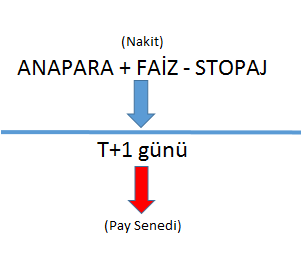 (Nakit)
ANAPARA + FAİZ - STOPAJ
T+1 günü
(Pay Senedi)